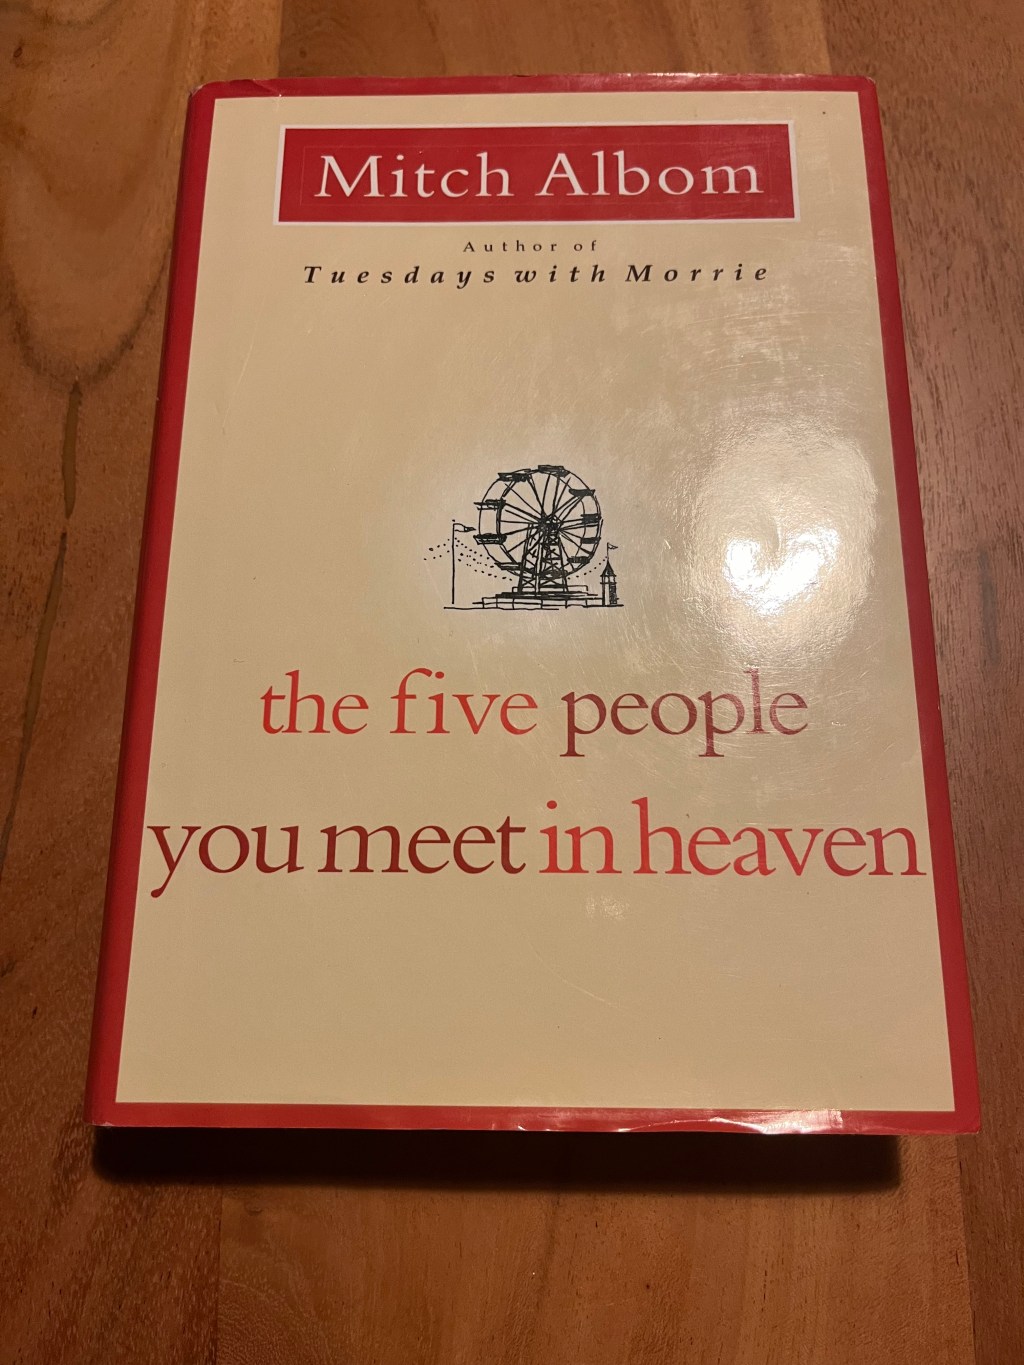 Mitch Albom
Author of
Tuesdays with Morrie
the five people
you meet in heaven